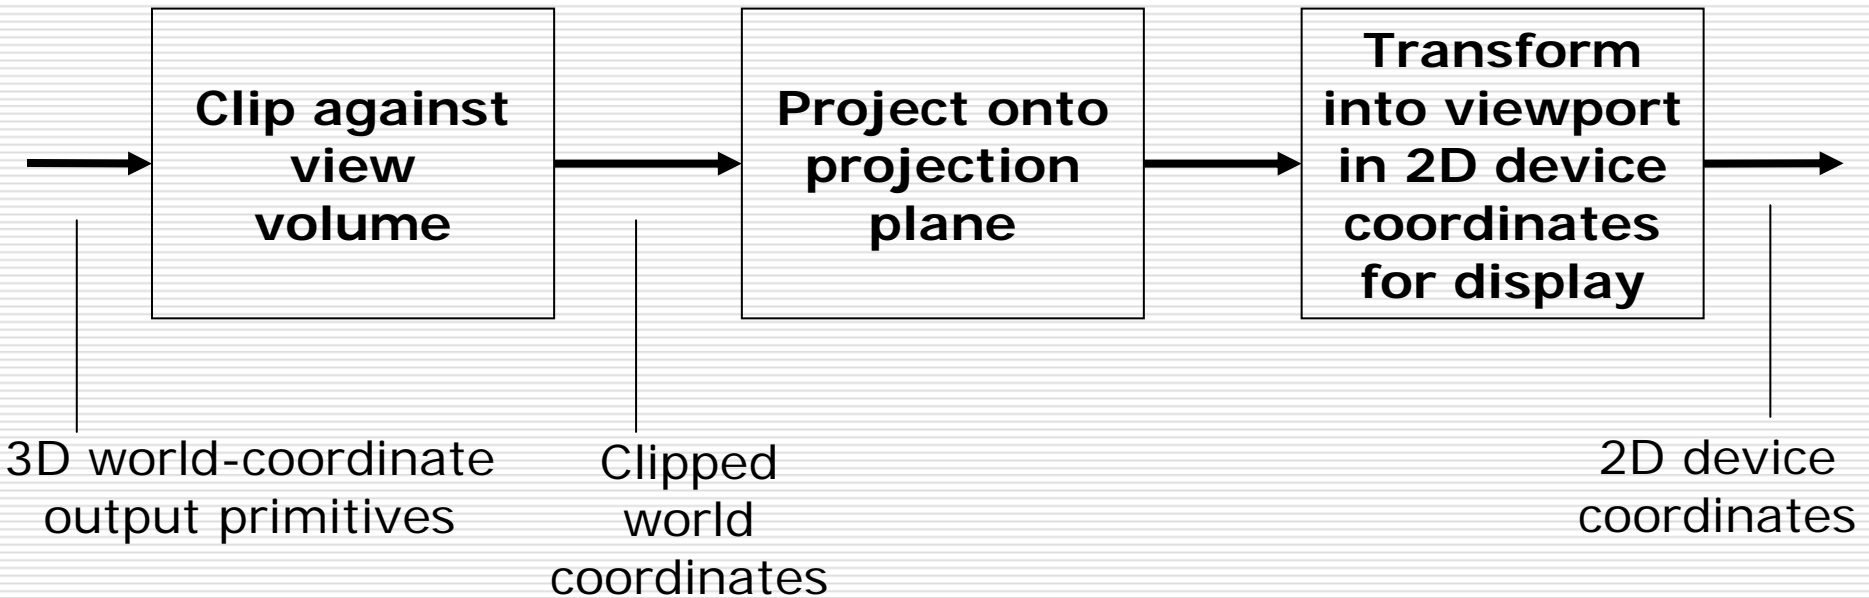 Clip against
view
volume
Project onto
projection
plane
Transform
into viewport
in 2D device
coordinates
for display
3D world-coordinate
output primitives
Clipped
world
coordinates
2D device
coordinates